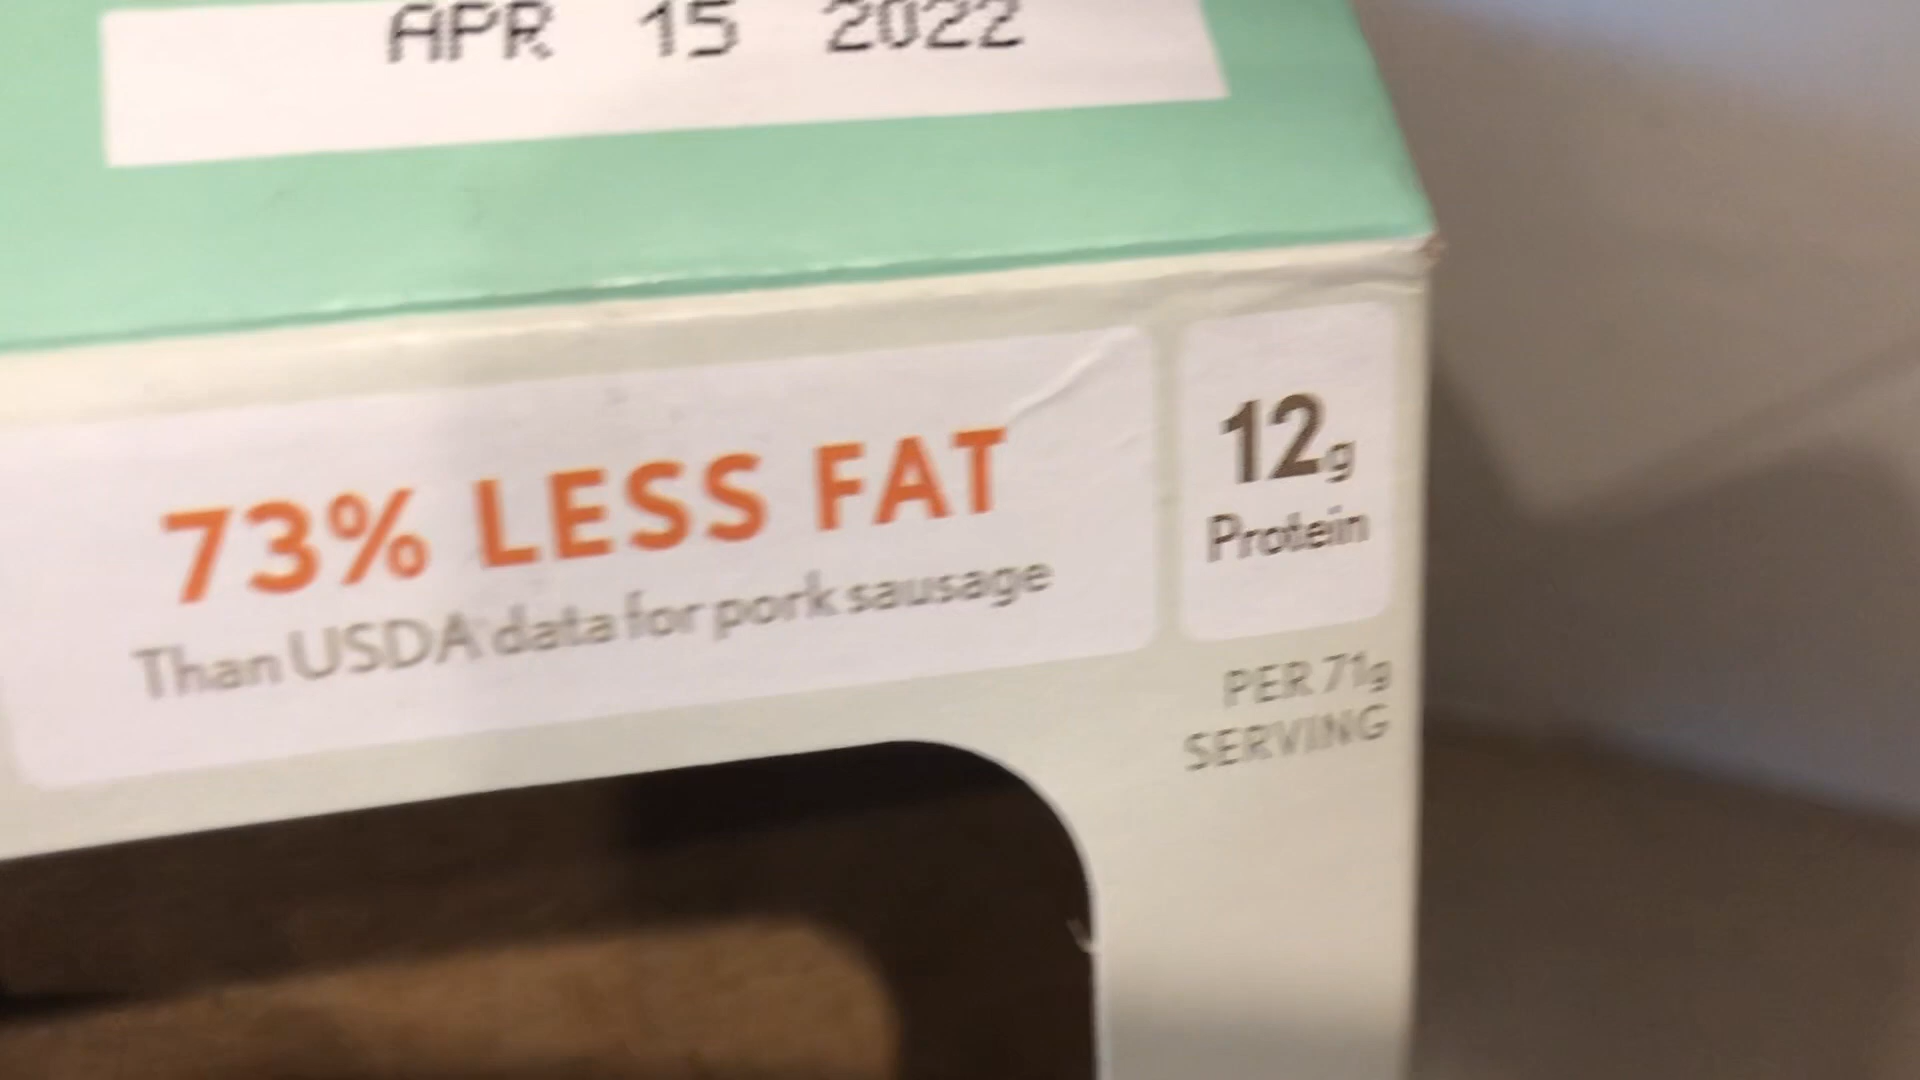 APR 15 2022
73% LESS FAT
Than USDA data for pork sausage
12g
Protein
PER 71g
SERVING